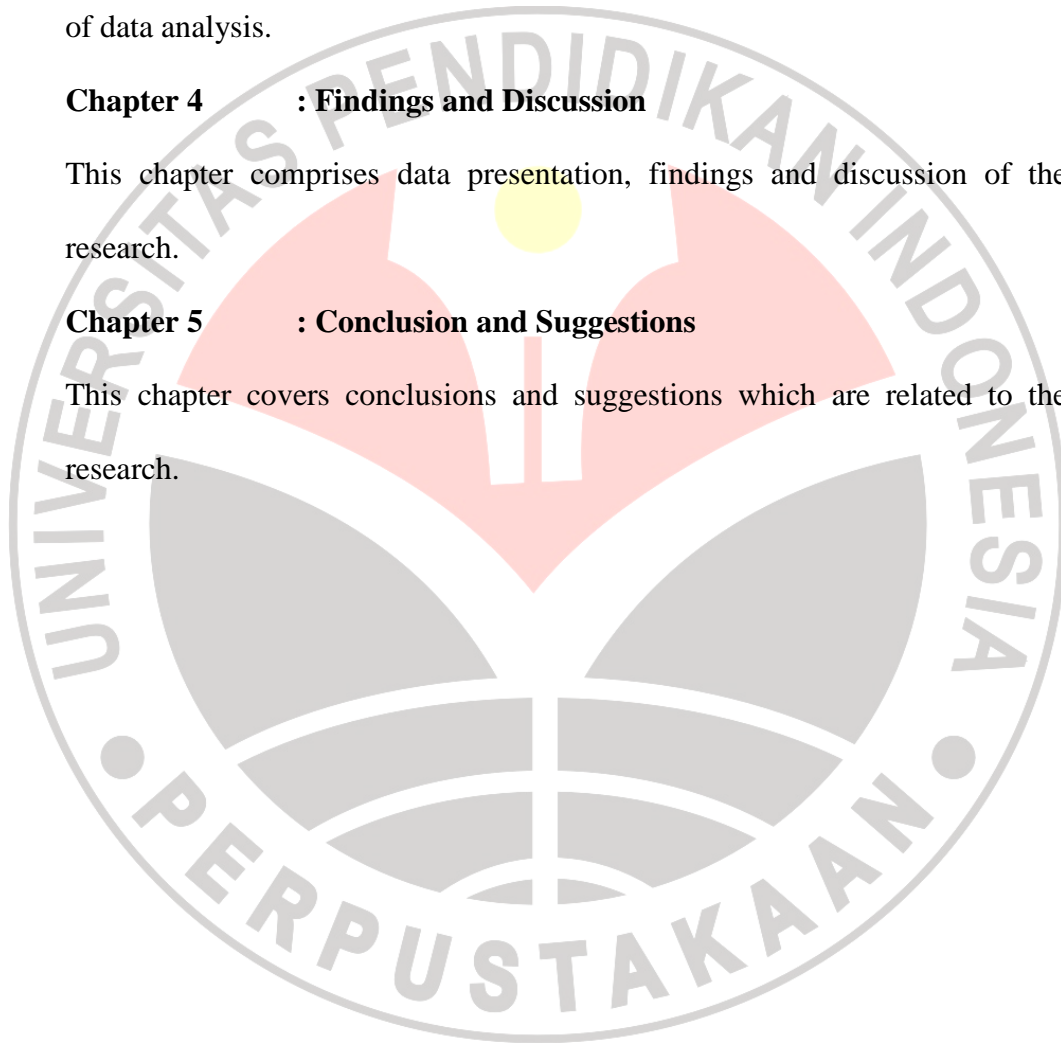 of data analysis.
Chapter 4 : Findings and Discussion
This chapter comprises data presentation, findings and discussion of the
research.
Chapter 5 : Conclusion and Suggestions
This chapter covers conclusions and suggestions which are related to the
research.
UNIVERSITAS PENDIDIKAN INDONESIA
PERPUSTAKAAN